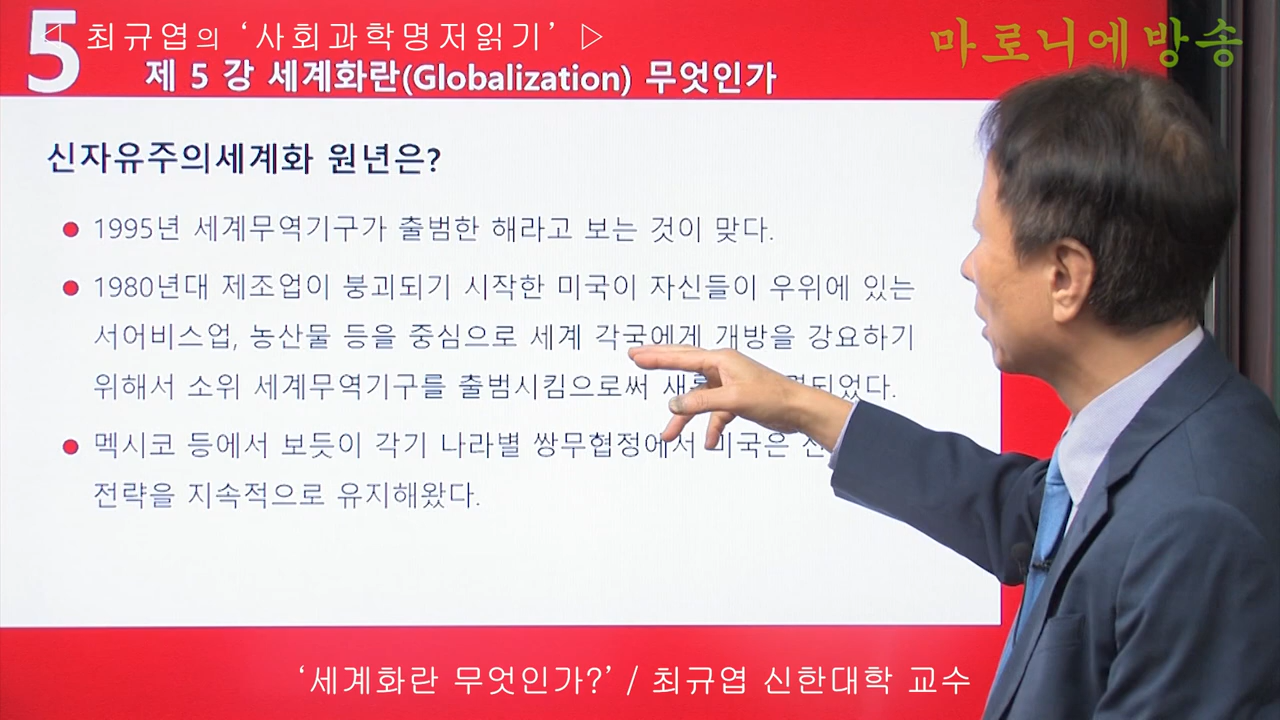 5
◁ 최규엽의 ‘사회과학명저읽기’ ▷
마로니에방송
제 5 강 세계화란(Globalization) 무엇인가
신자유주의세계화 원년은?
● 1995년 세계무역기구가 출범한 해라고 보는 것이 맞다.
● 1980년대 제조업이 붕괴되기 시작한 미국이 자신들이 우위에 있는
서어비스업, 농산물 등을 중심으로 세계 각국에게 개방을 강요하기
위해서 소위 세계무역기구를 출범시킴으로써
● 멕시코 등에서 보듯이 각기 나라별 쌍무협정에서 미국은
전략을 지속적으로 유지해왔다.
‘세계화란 무엇인가?’ / 최규엽 신한대학 교수